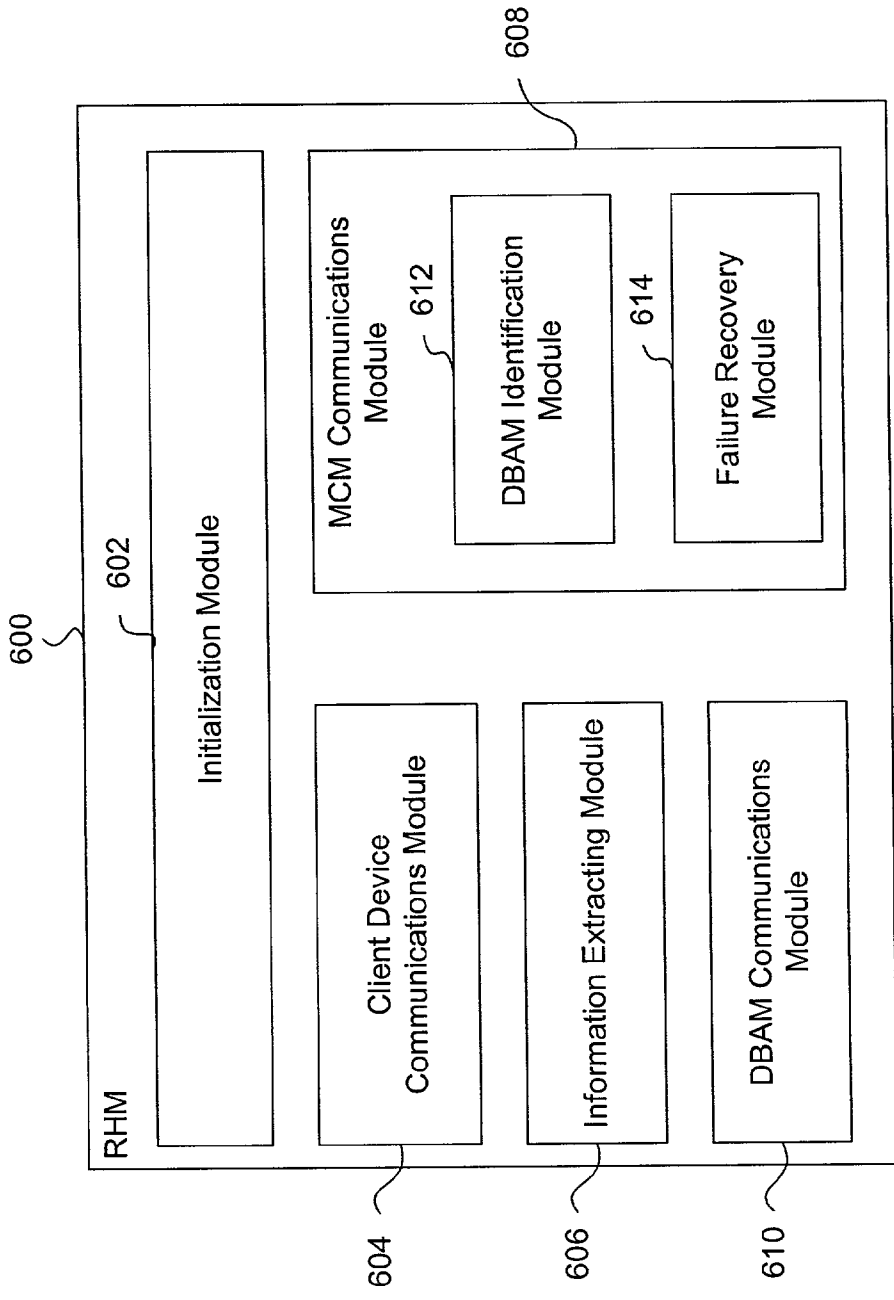 600
RHM
602
Initialization Module
604
Client Device
Communications Module
606
Information Extracting Module
610
DBAM Communications
Module
608
MCM Communications
Module
612
DBAM Identification
Module
614
Failure Recovery
Module